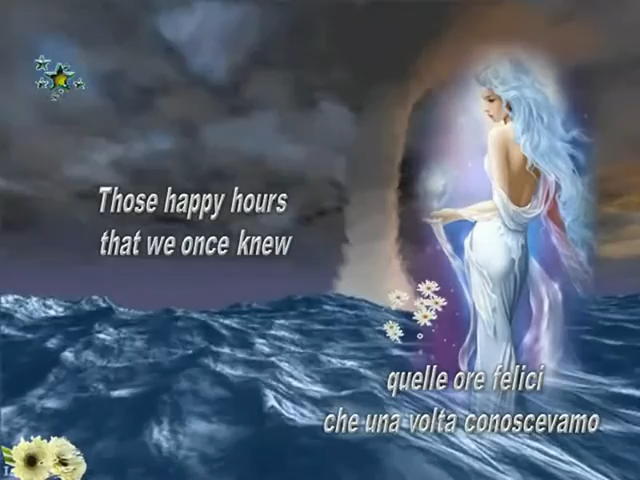 Those happy hours
that we once knew
quelle ore felici
che una volta conoscevamo